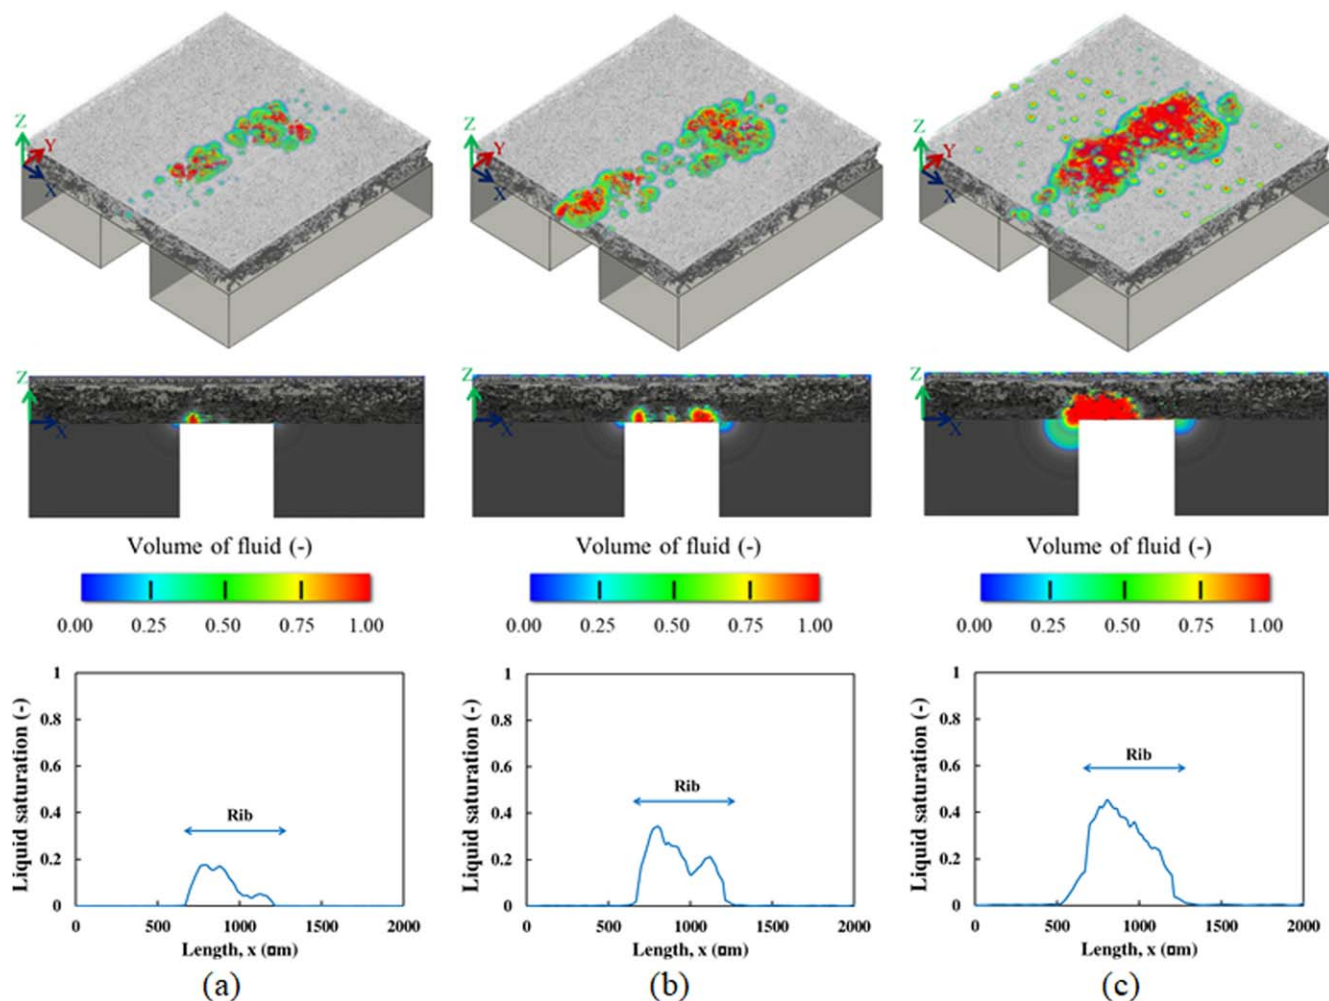 Z Y X
Z Y X
Z Y X
Z X
Z X
Z X
Volume of fluid (-)
0.00 0.25 0.50 0.75 1.00
Volume of fluid (-)
0.00 0.25 0.50 0.75 1.00
Volume of fluid (-)
0.00 0.25 0.50 0.75 1.00
Liquid saturation (-)
1
0.8
0.6
0.4
0.2
0
Rib
0 500 1000 1500 2000
Length, x (□m)
(a)
Liquid saturation (-)
1
0.8
0.6
0.4
0.2
0
Rib
0 500 1000 1500 2000
Length, x (□m)
(b)
Liquid saturation (-)
1
0.8
0.6
0.4
0.2
0
Rib
0 500 1000 1500 2000
Length, x (□m)
(c)